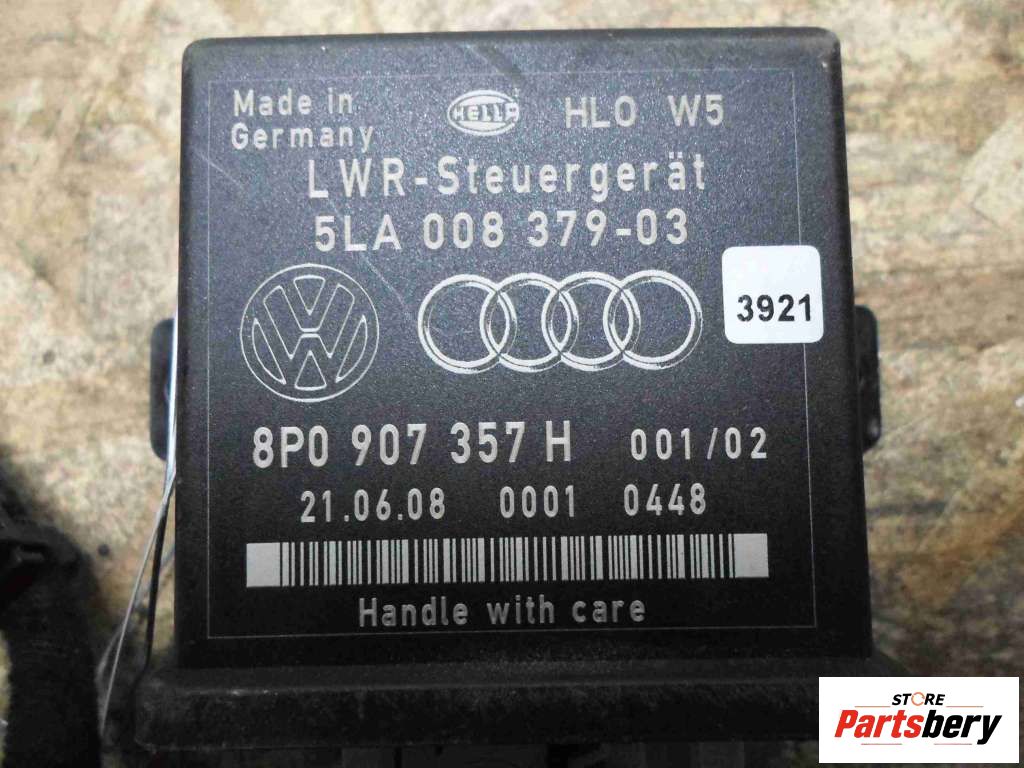 Made in
Germany
HELLA
HLO W5
LWR-Steuergerät
5LA 008 379-03
3921
8P0 907 357 H 001/02
21.06.08 0001 0448
Handle with care
STORE
Partsbery